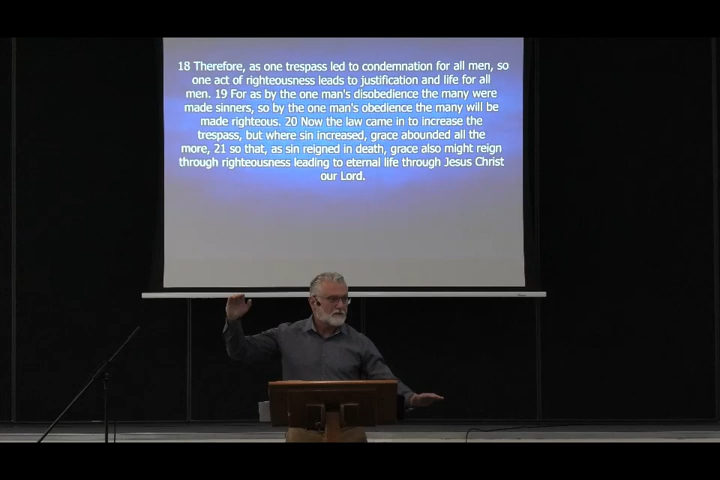 18 Therefore, as one trespass led to condemnation for all men, so
one act of righteousness leads to justification and life for all
men. 19 For as by the one man's disobedience the many were
made sinners, so by the one man's obedience the many will be
made righteous. 20 Now the law came in to increase the
trespass, but where sin increased, grace abounded all the
more, 21 so that, as sin reigned in death, grace also might reign
through righteousness leading to eternal life through Jesus Christ
our Lord.